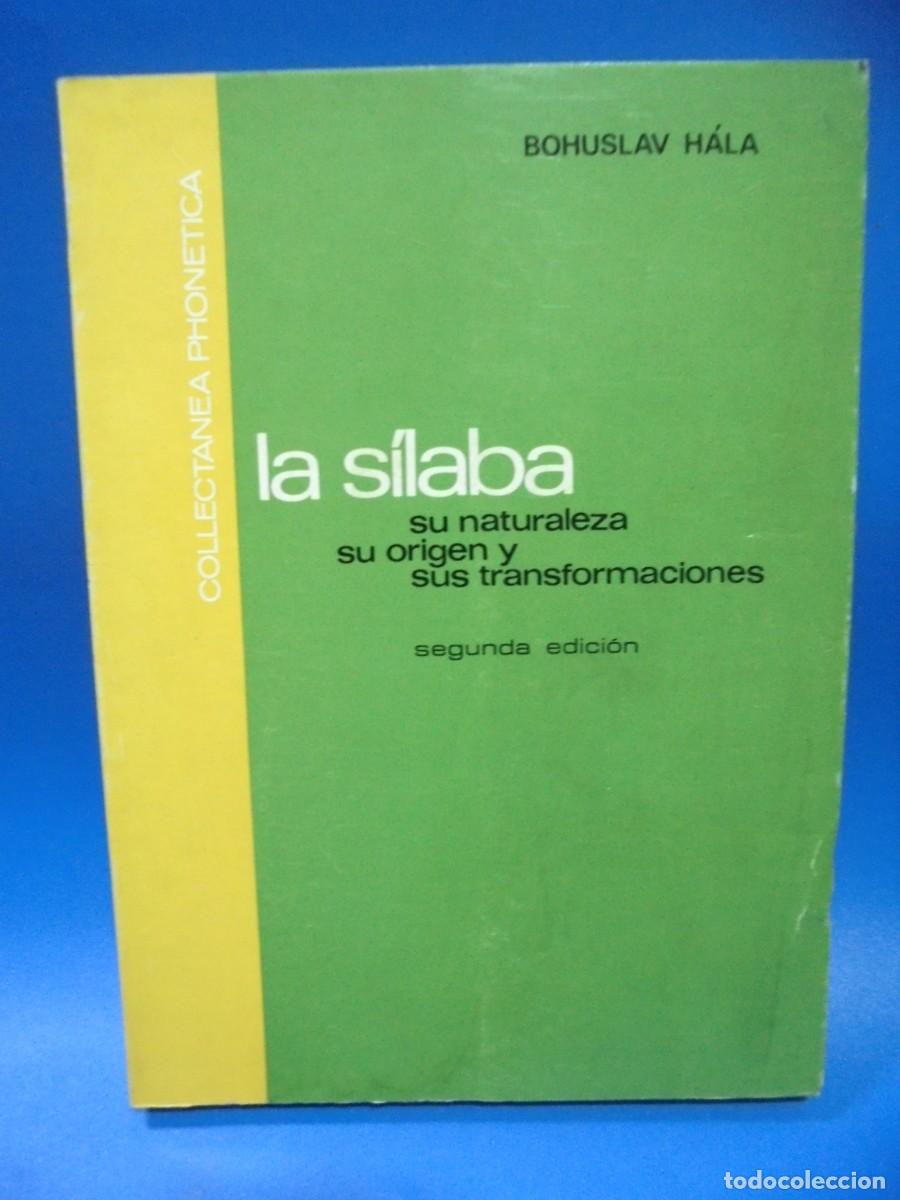 BOHUSLAV HÁLA
COLLECTANEA PHONETICA
la sílaba
su naturaleza
su origen y
sus transformaciones
segunda edición
todocoleccion